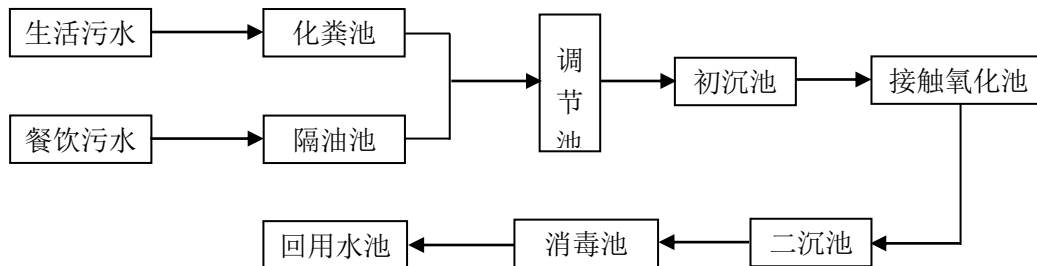 生活污水
化粪池
调
节
池
初沉池
接触氧化池
餐饮污水
隔油池
回用水池
消毒池
二沉池